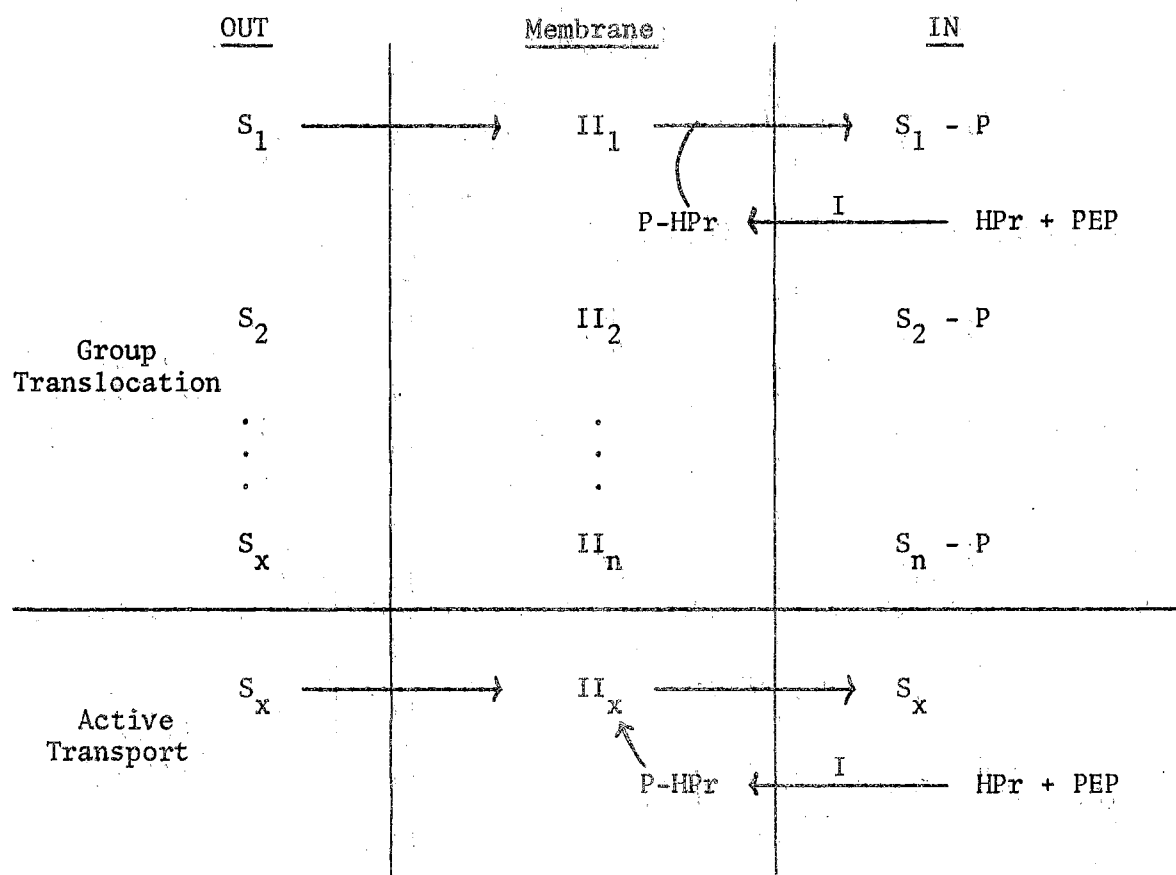 OUT Membrane IN
S1 II1 S1 - P
P-HPr I HPr + PEP
S2 II2 S2 - P
Group
Translocation
Sx IIn Sn - P
Sx IIx Sx
Active
Transport
P-HPr I HPr + PEP